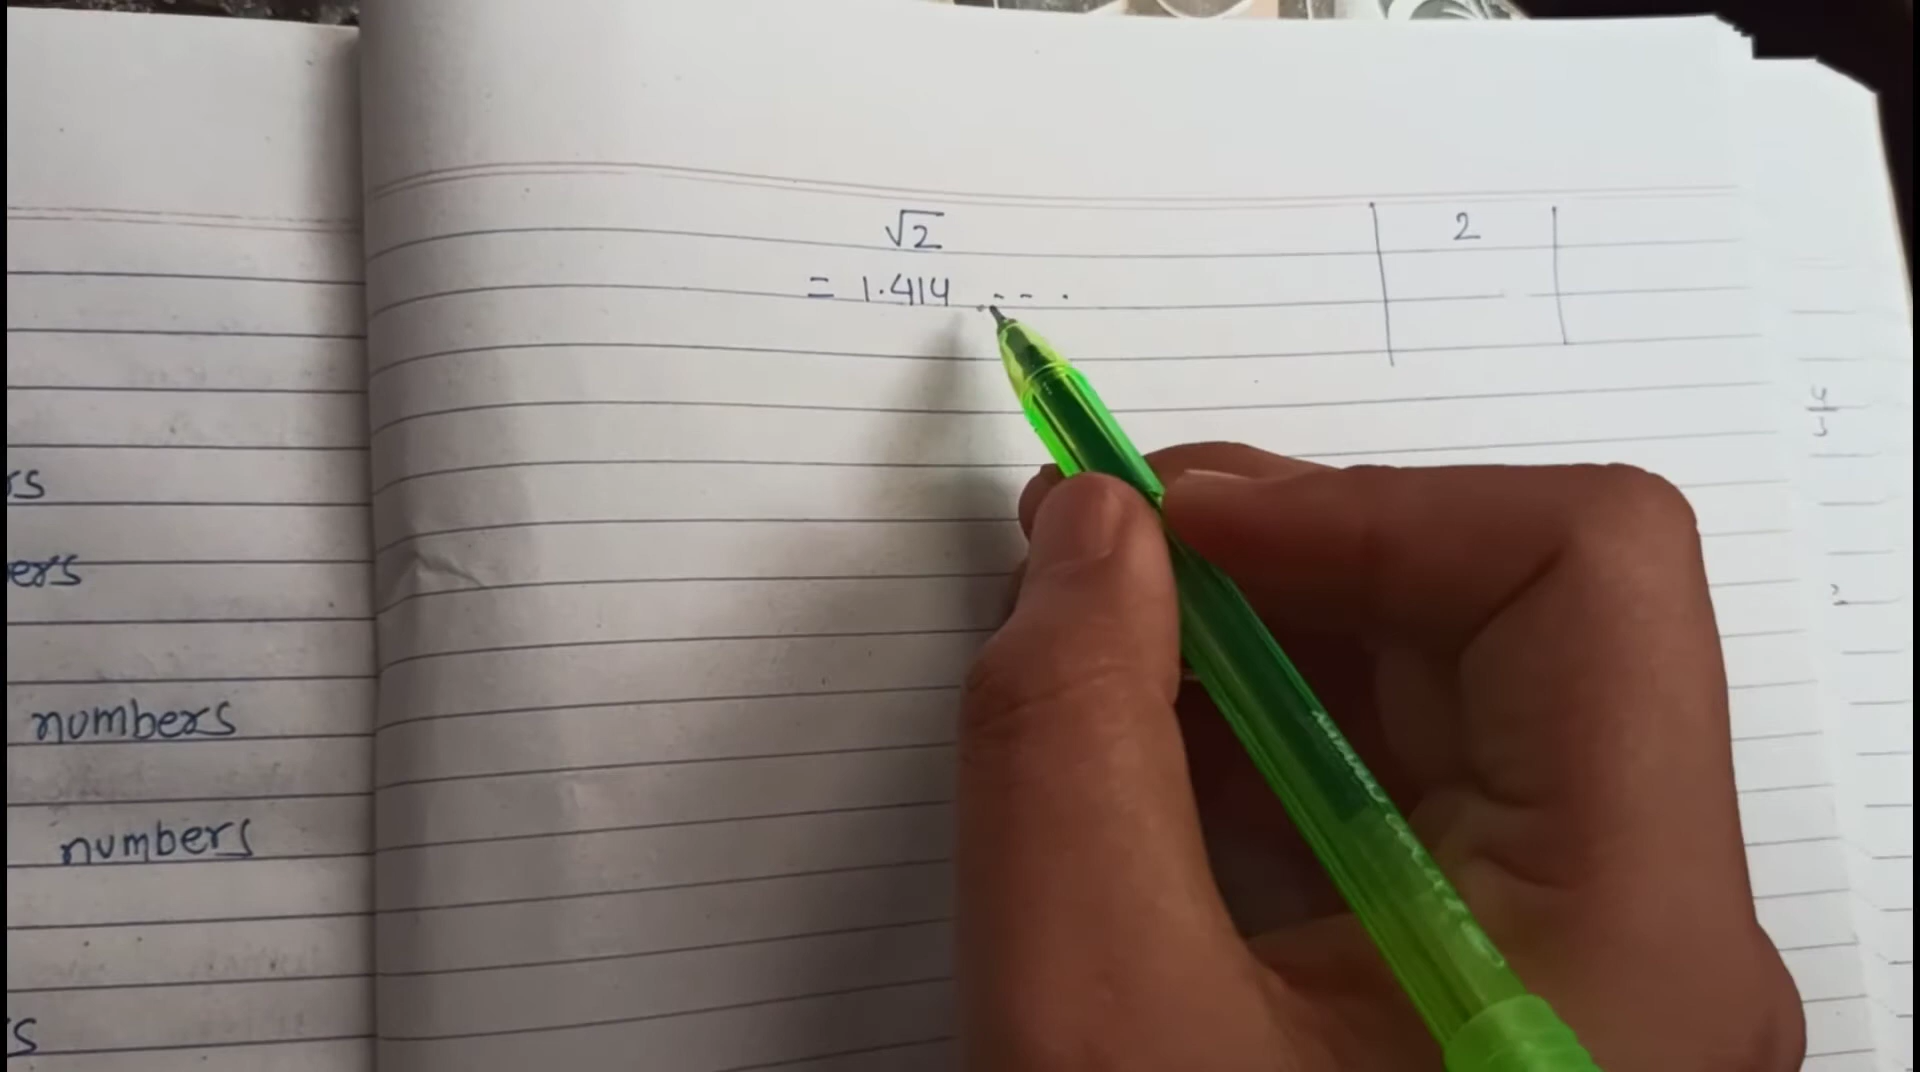 rs
ers
numbers
numbers
s
√2
= 1.414 . - - .
2